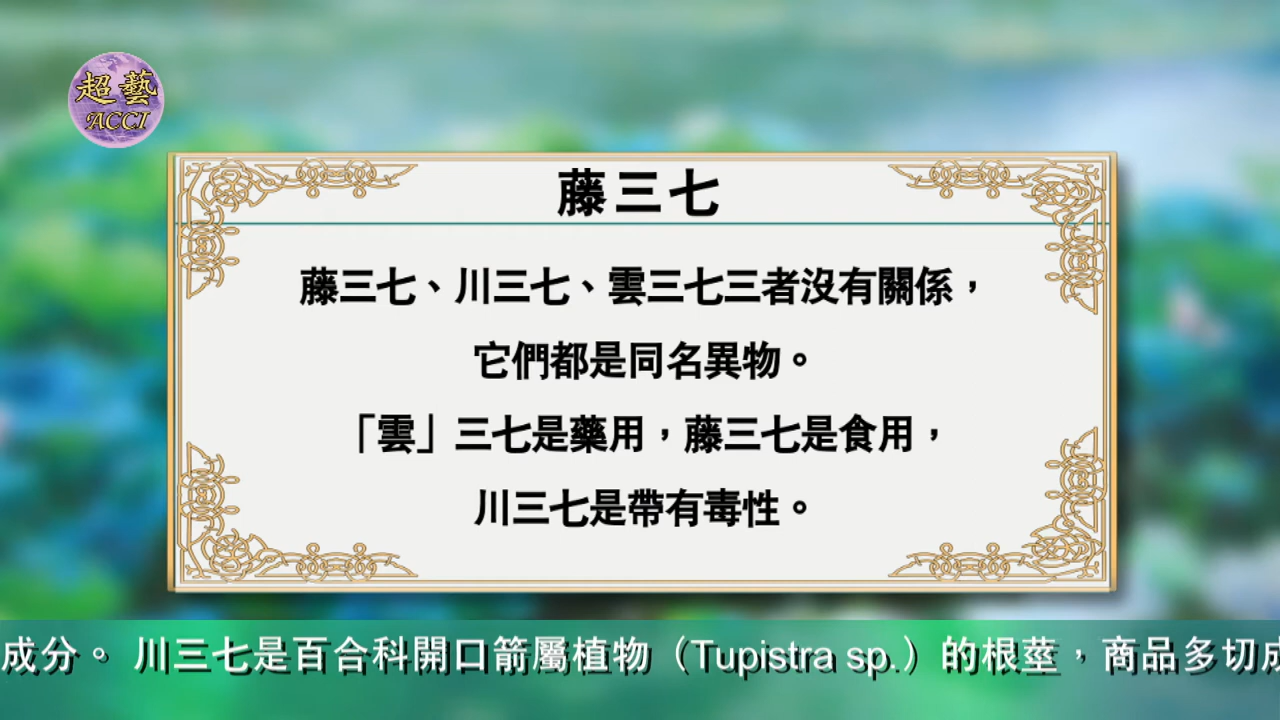 超藝
ACCI
藤三七
藤三七、川三七、雲三七三者沒有關係，
它們都是同名異物。
「雲」三七是藥用，藤三七是食用，
川三七是帶有毒性。
成分。 川三七是百合科開口箭屬植物（Tupistra sp.）的根莖，商品多切成